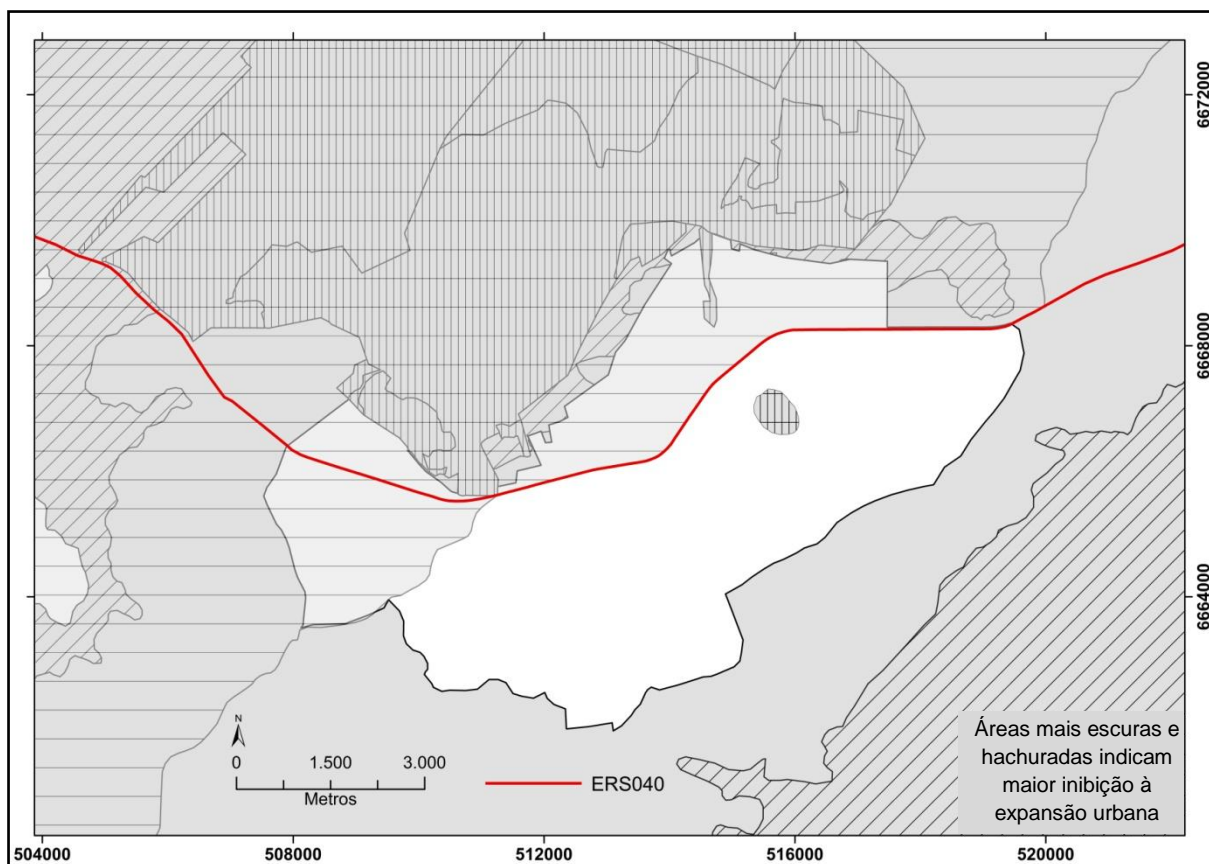 6672000
6668000
6664000
N
0 1.500 3.000
Metros
ERS040
Áreas mais escuras e
hachuradas indicam
maior inibição à
expansão urbana
504000 508000 512000 516000 520000